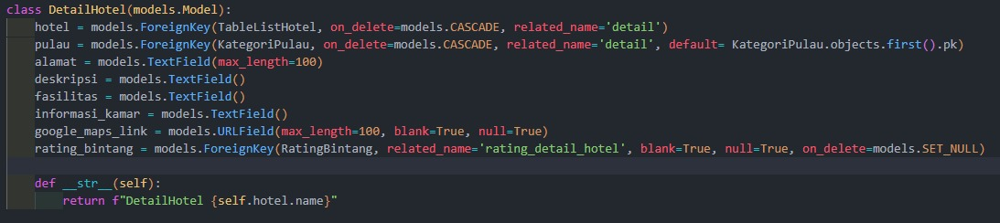 class DetailHotel(models.Model):
    hotel = models.ForeignKey(TableListHotel, on_delete=models.CASCADE, related_name='detail')
    pulau = models.ForeignKey(KategoriPulau, on_delete=models.CASCADE, related_name='detail', default= KategoriPulau.objects.first().pk)
    alamat = models.TextField(max_length=100)
    deskripsi = models.TextField()
    fasilitas = models.TextField()
    informasi_kamar = models.TextField()
    google_maps_link = models.URLField(max_length=100, blank=True, null=True)
    rating_bintang = models.ForeignKey(RatingBintang, related_name='rating_detail_hotel', blank=True, null=True, on_delete=models.SET_NULL)
    def __str__(self):
        return f"DetailHotel {self.hotel.name}"